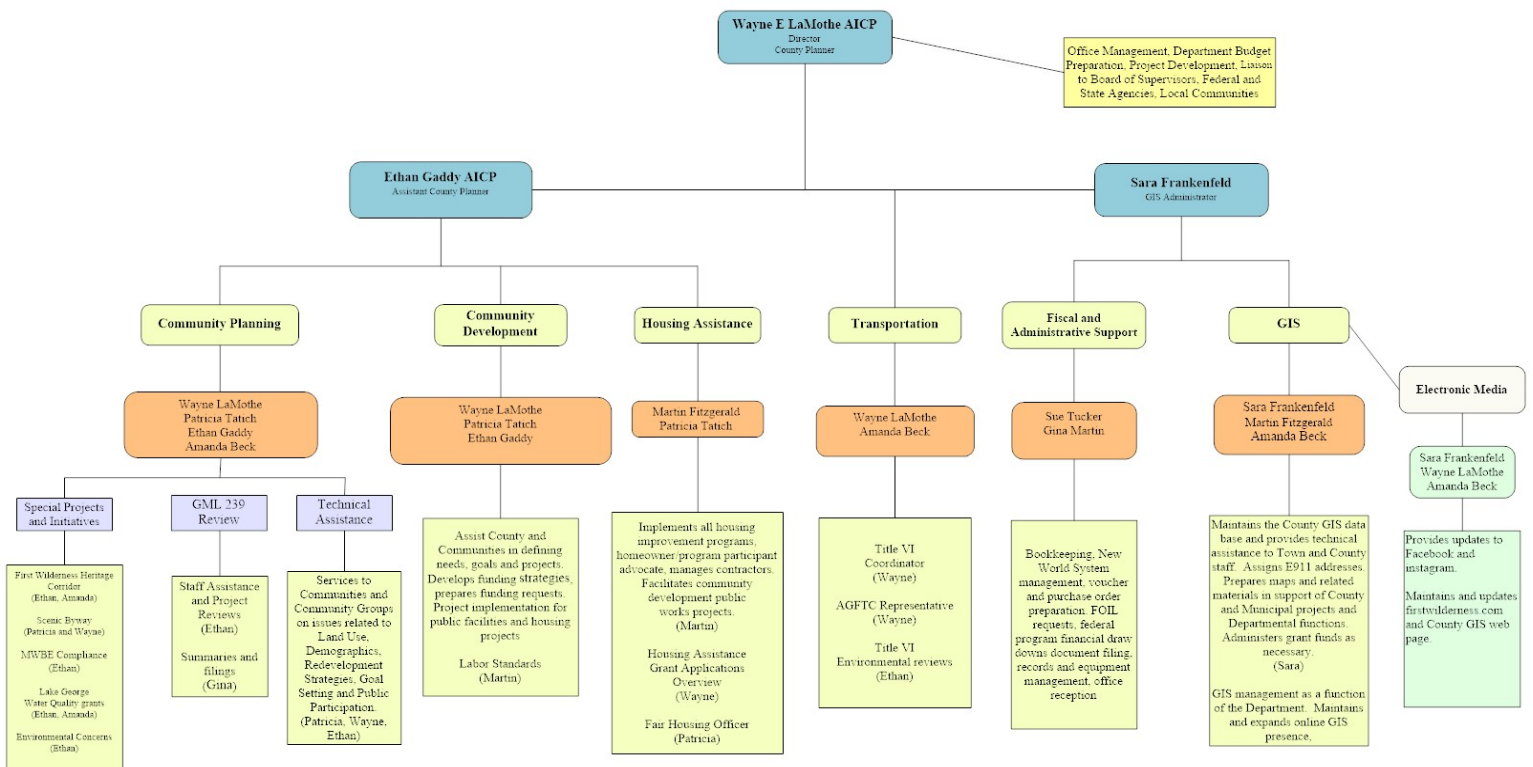 Wayne E LaMothe AICP
Director
County Planner
Office Management, Department Budget
Preparation, Project Development, Liaison
to Board of Supervisors, Federal and
State Agencies, Local Communities
Ethan Gaddy AICP
Assistant County Planner
Sara Frankenfeld
GIS Administrator
Community Planning
Community
Development
Housing Assistance
Transportation
Fiscal and
Administrative Support
GIS
Electronic Media
Wayne LaMothe
Patricia Tatich
Ethan Gaddy
Amanda Beck
Wayne LaMothe
Patricia Tatich
Ethan Gaddy
Martin Fitzgerald
Patricia Tatich
Wayne LaMothe
Amanda Beck
Sue Tucker
Gina Martin
Sara Frankenfeld
Martin Fitzgerald
Amanda Beck
Sara Frankenfeld
Wayne LaMothe
Amanda Beck
Special Projects
and Initiatives
GML 239
Review
Technical
Assistance
First Wilderness Heritage
Corridor
(Ethan, Amanda)
Scenic Byway
(Patricia and Wayne)
MWBE Compliance
(Ethan)
Lake George
Water Quality grants
(Ethan, Amanda)
Environmental Concerns
(Ethan)
Staff Assistance
and Project
Reviews
(Ethan)
Summaries and
filings
(Gina)
Services to
Communities and
Community Groups
on issues related to
Land Use,
Demographics,
Redevelopment
Strategies, Goal
Setting and Public
Participation.
(Patricia, Wayne,
Ethan)
Assist County and
Communities in defining
needs, goals and projects.
Develops funding strategies,
prepares funding requests.
Project implementation for
public facilities and housing
projects
Labor Standards
(Martin)
Implements all housing
improvement programs,
homeowner/program participant
advocate, manages contractors.
Facilitates community
development public
works projects.
(Martin)
Housing Assistance
Grant Applications
Overview
(Wayne)
Fair Housing Officer
(Patricia)
Title VI
Coordinator
(Wayne)
AGFTC Representative
(Wayne)
Title VI
Environmental reviews
(Ethan)
Bookkeeping, New
World System
management, voucher
and purchase order
preparation. FOIL
requests, federal
program financial draw
downs document filing,
records and equipment
management, office
reception
Maintains the County GIS data
base and provides technical
assistance to Town and County
staff. Assigns E911 addresses.
Prepares maps and related
materials in support of County
and Municipal projects and
Departmental functions.
Administers grant funds as
necessary.
(Sara)
GIS management as a function
of the Department. Maintains
and expands online GIS
presence,
Provides updates to
Facebook and
instagram.
Maintains and updates
firstwilderness.com
and County GIS web
page.